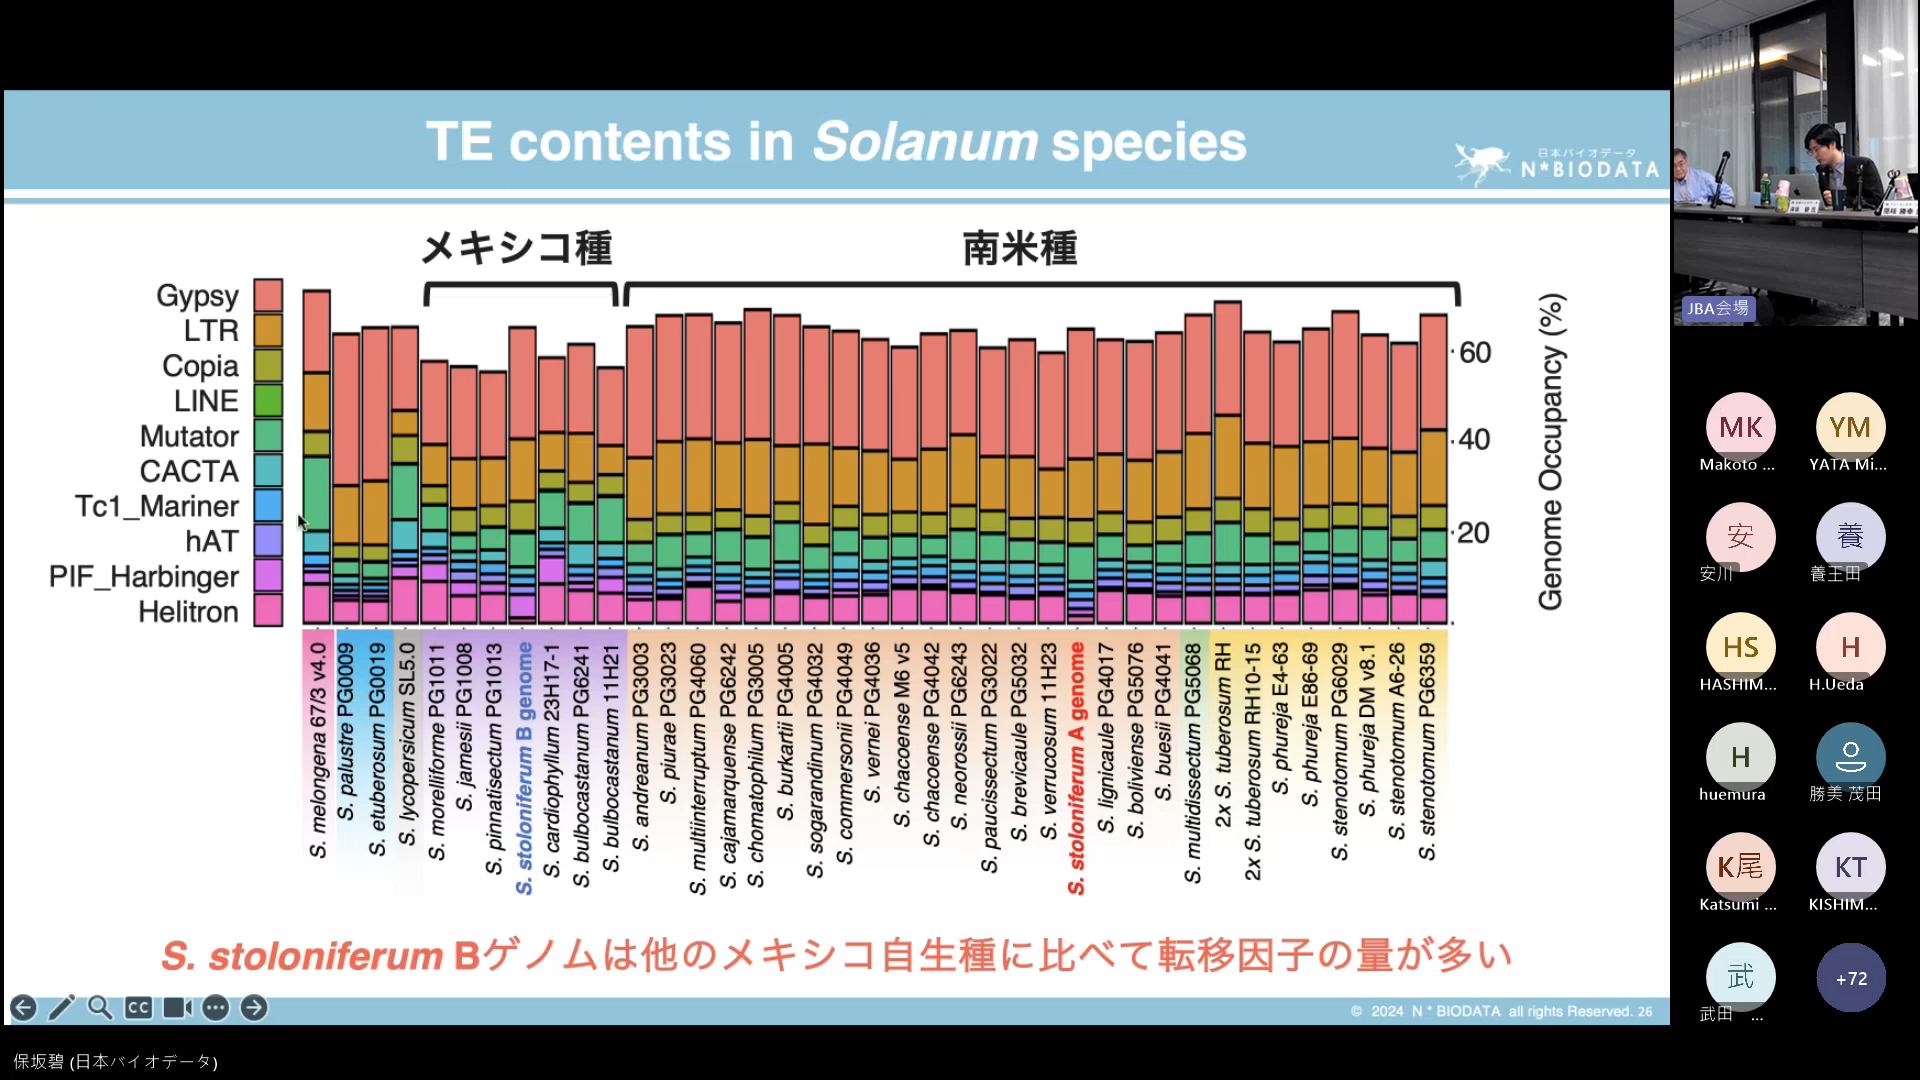 TE contents in Solanum species
日本バイオデータ
N*BIODATA
メキシコ種
南米種
Gypsy
LTR
Copia
LINE
Mutator
CACTA
Tc1_Mariner
hAT
PIF_Harbinger
Helitron
60
40
20
Genome Occupancy (%)
S. melongena 67/3 v4.0
S. palustre PG0009
S. etuberosum PG0019
S. lycopersicum SL5.0
S. morelliforme PG1011
S. jamesii PG1008
S. pinnatisectum PG1013
S. stoloniferum B genome
S. cardiophyllum 23H17-1
S. bulbocastanum PG6241
S. bulbocastanum 11H21
S. andreanum PG3003
S. piurae PG3023
S. multiinterruptum PG4060
S. cajamarquense PG6242
S. chomatophilum PG3005
S. burkartii PG4005
S. sogarandinum PG4032
S. commersonii PG4049
S. vernei PG4036
S. chacoense M6 v5
S. chacoense PG4042
S. neorossii PG6243
S. paucissectum PG3022
S. brevicaule PG5032
S. verrucosum 11H23
S. stoloniferum A genome
S. lignicaule PG4017
S. boliviense PG5076
S. buesii PG4041
S. multidissectum PG5068
2x S. tuberosum RH
2x S. tuberosum RH10-15
S. phureja E4-63
S. phureja E86-69
S. stenotomum PG6029
S. phureja DM v8.1
S. stenotomum A6-26
S. stenotomum PG6359
S. stoloniferum Bゲノムは他のメキシコ自生種に比べて転移因子の量が多い
CC
© 2024 N * BIODATA all rights Reserved. 26
保坂碧 (日本バイオデータ)
JBA会場
MK
Makoto ...
YM
YATA Mi...
安
安川
養
養王田
HS
HASHIM...
H
H.Ueda
H
huemura
勝美 茂田
K尾
Katsumi ...
KT
KISHIM...
武
武田 ...
+72